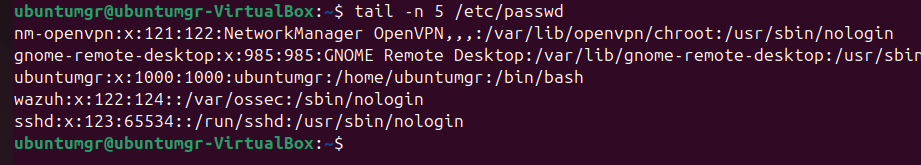 ubuntumgr@ubuntumgr-VirtualBox:~$ tail -n 5 /etc/passwd
nm-openvpn:x:121:122:NetworkManager OpenVPN,,,:/var/lib/openvpn/chroot:/usr/sbin/nologin
gnome-remote-desktop:x:985:985:GNOME Remote Desktop:/var/lib/gnome-remote-desktop:/usr/sbin
ubuntumgr:x:1000:1000:ubuntumgr:/home/ubuntumgr:/bin/bash
wazuh:x:122:124::/var/ossec:/sbin/nologin
sshd:x:123:65534::/run/sshd:/usr/sbin/nologin
ubuntumgr@ubuntumgr-VirtualBox:~$